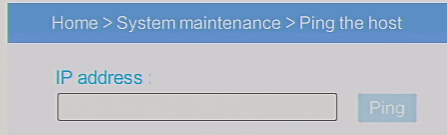 Home > System maintenance > Ping the host
IP address :
Ping